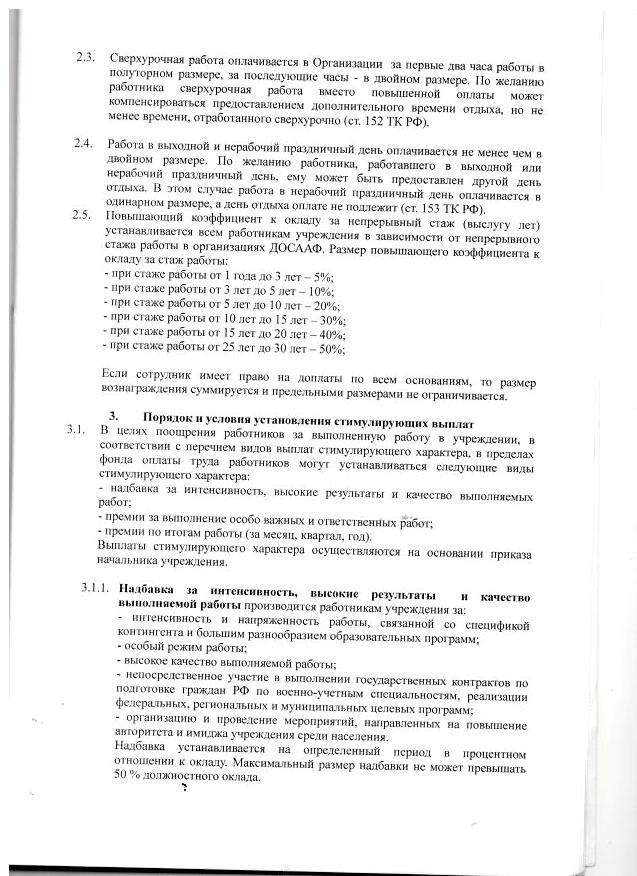 2.3. Сверхурочная работа оплачивается в Организации за первые два часа работы в
полуторном размере, за последующие часы - в двойном размере. По желанию
работника сверхурочная работа вместо повышенной оплаты может
компенсироваться предоставлением дополнительного времени отдыха, но не
менее времени, отработанного сверхурочно (ст. 152 ТК РФ).
2.4. Работа в выходной и нерабочий праздничный день оплачивается не менее чем в
двойном размере. По желанию работника, работавшего в выходной или
нерабочий праздничный день, ему может быть предоставлен другой день
отдыха. В этом случае работа в нерабочий праздничный день оплачивается в
одинарном размере, а день отдыха оплате не подлежит (ст. 153 ТК РФ).
2.5. Повышающий коэффициент к окладу за непрерывный стаж (выслугу лет)
устанавливается всем работникам учреждения в зависимости от непрерывного
стажа работы в организациях ДОСААФ. Размер повышающего коэффициента к
окладу за стаж работы:
- при стаже работы от 1 года до 3 лет – 5%;
- при стаже работы от 3 лет до 5 лет – 10%;
- при стаже работы от 5 лет до 10 лет – 20%;
- при стаже работы от 10 лет до 15 лет – 30%;
- при стаже работы от 15 лет до 20 лет – 40%;
- при стаже работы от 25 лет до 30 лет – 50%;
Если сотрудник имеет право на доплаты по всем основаниям, то размер
вознаграждения суммируется и предельными размерами не ограничивается.
3. Порядок и условия установления стимулирующих выплат
3.1. В целях поощрения работников за выполненную работу в учреждении, в
соответствии с перечнем видов выплат стимулирующего характера, в пределах
фонда оплаты труда работников могут устанавливаться следующие виды
стимулирующего характера:
- надбавка за интенсивность, высокие результаты и качество выполняемых
работ;
- премии за выполнение особо важных и ответственных работ;
- премии по итогам работы (за месяц, квартал, год).
Выплаты стимулирующего характера осуществляются на основании приказа
начальника учреждения.
3.1.1. Надбавка за интенсивность, высокие результаты и качество
выполняемой работы производится работникам учреждения за:
- интенсивность и напряженность работы, связанной со спецификой
контингента и большим разнообразием образовательных программ;
- особый режим работы;
- высокое качество выполняемой работы;
- непосредственное участие в выполнении государственных контрактов по
подготовке граждан РФ по военно-учетным специальностям, реализации
федеральных, региональных и муниципальных целевых программ;
- организацию и проведение мероприятий, направленных на повышение
авторитета и имиджа учреждения среди населения.
Надбавка устанавливается на определенный период в процентном
отношении к окладу. Максимальный размер надбавки не может превышать
50 % должностного оклада.